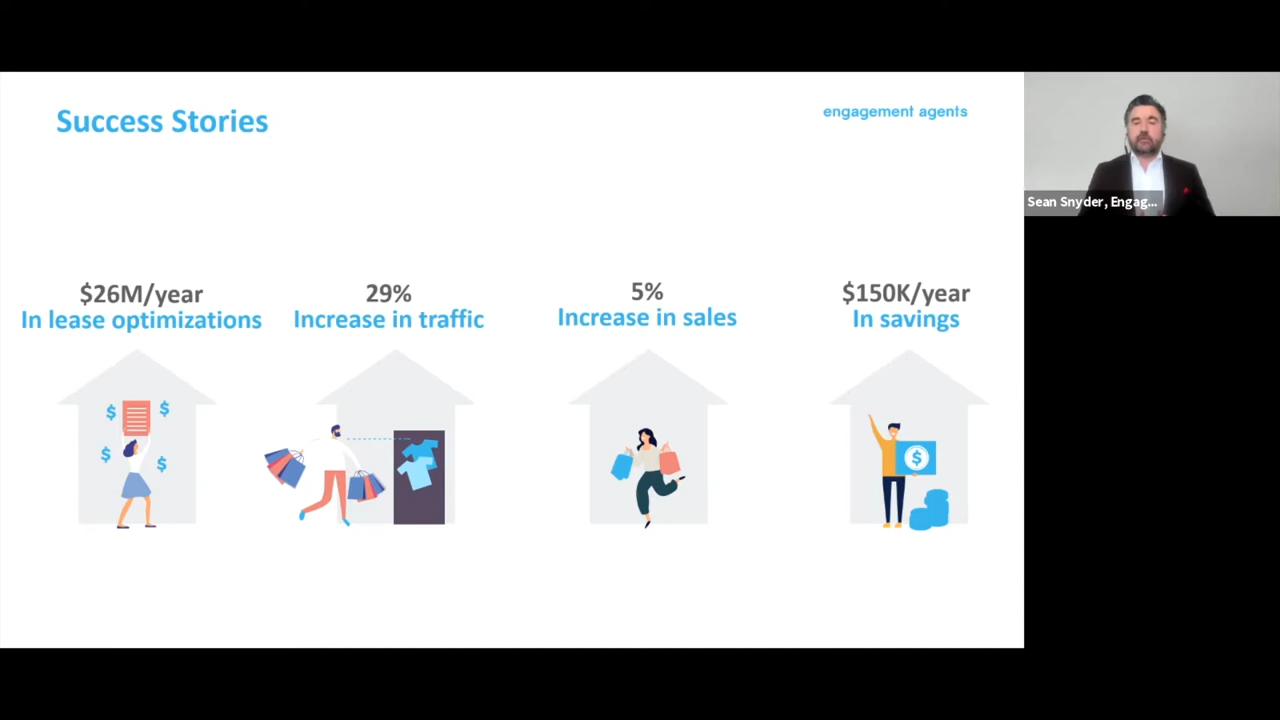 Success Stories
engagement agents
$26M/year
In lease optimizations
29%
Increase in traffic
5%
Increase in sales
$150K/year
In savings
$
$
$
$
$
Sean Snyder, Engag...